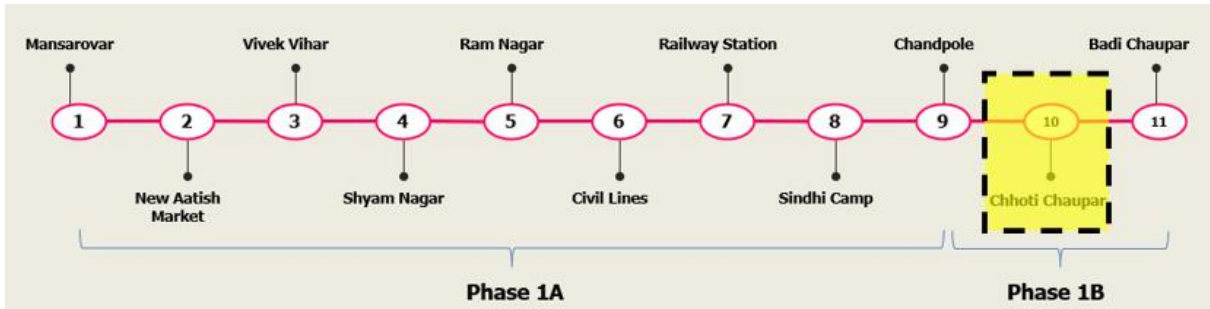 Mansarovar
Vivek Vihar
Ram Nagar
Railway Station
Chandpole
Badi Chaupar
1
2
3
4
5
6
7
8
9
10
11
New Aatish
Market
Shyam Nagar
Civil Lines
Sindhi Camp
Chhoti Chaupar
Phase 1A
Phase 1B